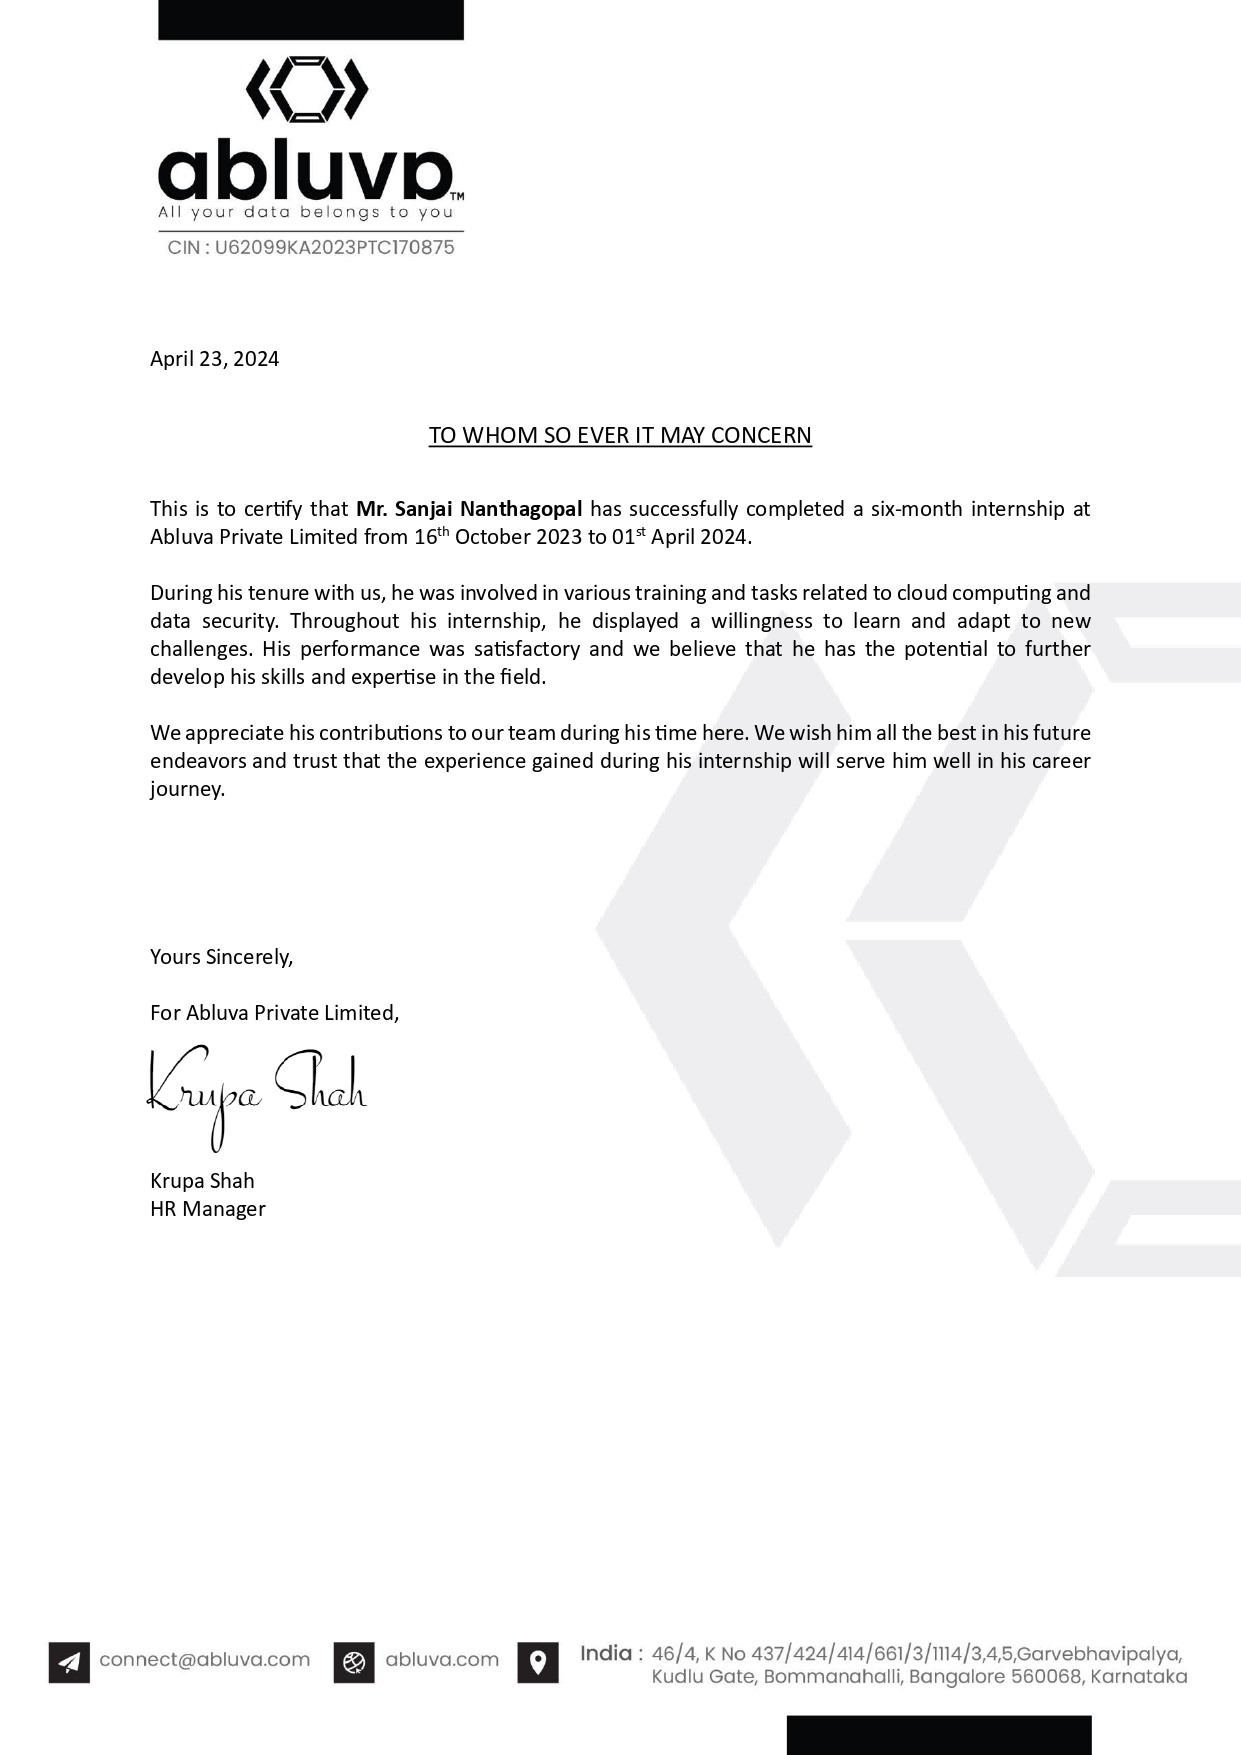 abluva™
All your data belongs to you
CIN : U62099KA2023PTC170875
April 23, 2024
TO WHOM SO EVER IT MAY CONCERN
This is to certify that Mr. Sanjai Nanthagopal has successfully completed a six-month internship at
Abluva Private Limited from 16th October 2023 to 01st April 2024.
During his tenure with us, he was involved in various training and tasks related to cloud computing and
data security. Throughout his internship, he displayed a willingness to learn and adapt to new
challenges. His performance was satisfactory and we believe that he has the potential to further
develop his skills and expertise in the field.
We appreciate his contributions to our team during his time here. We wish him all the best in his future
endeavors and trust that the experience gained during his internship will serve him well in his career
journey.
Yours Sincerely,
For Abluva Private Limited,
Krupa Shah
Krupa Shah
HR Manager
connect@abluva.com abluva.com India : 46/4, K No 437/424/414/661/3/1114/3,4,5,Garvebhavipalya,
Kudlu Gate, Bommanahalli, Bangalore 560068, Karnataka